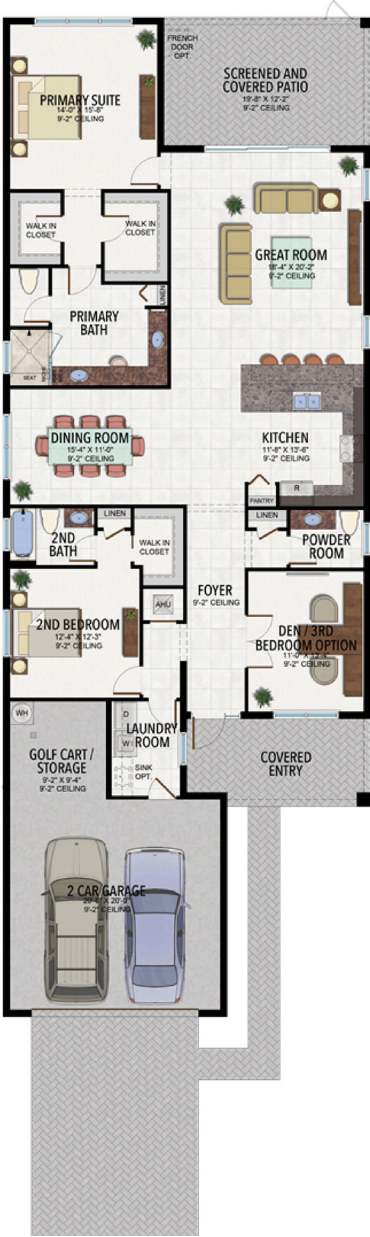 FRENCH
DOOR
OPT.
SCREENED AND
COVERED PATIO
19'-8" X 12'-2"
9'-2" CEILING
PRIMARY SUITE
14'-0" X 15'-8"
9'-2" CEILING
WALK IN
CLOSET
WALK IN
CLOSET
GREAT ROOM
18'-4" X 20'-2"
9'-2" CEILING
LINEN
PRIMARY
BATH
SEAT
DINING ROOM
15'-4" X 11'-0"
9'-2" CEILING
KITCHEN
11'-8" X 13'-6"
9'-2" CEILING
R
PANTRY
LINEN
LINEN
2ND
BATH
WALK IN
CLOSET
POWDER
ROOM
FOYER
9'-2" CEILING
AHU
2ND BEDROOM
12'-4" X 12'-3"
9'-2" CEILING
DEN / 3RD
BEDROOM OPTION
9'-2" CEILING
WH
D
W
LAUNDRY
ROOM
SINK
OPT.
GOLF CART /
STORAGE
9'-2" X 9'-4"
9'-2" CEILING
COVERED
ENTRY
2 CAR GARAGE
9'-2" CEILING